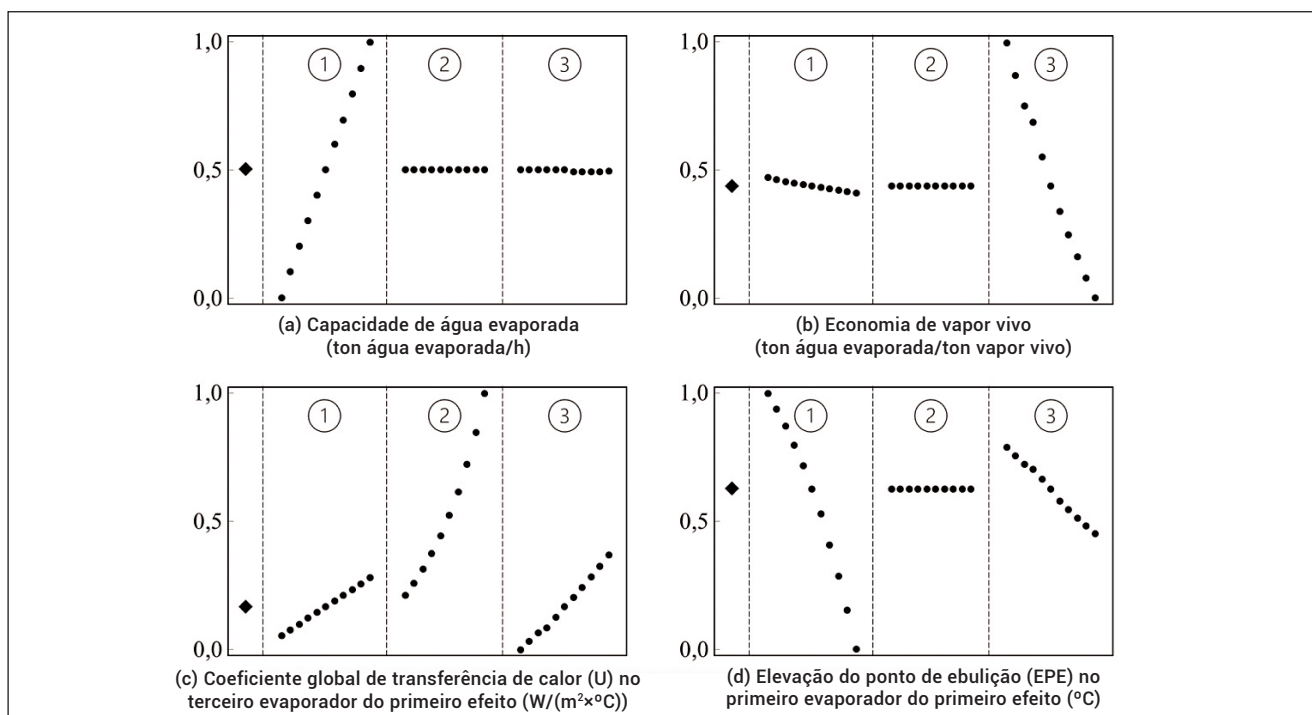 1,0
0,5
0,0
1 2 3
(a) Capacidade de água evaporada
(ton água evaporada/h)
1,0
0,5
0,0
1 2 3
(b) Economia de vapor vivo
(ton água evaporada/ton vapor vivo)
1,0
0,5
0,0
1 2 3
(c) Coeficiente global de transferência de calor (U) no
terceiro evaporador do primeiro efeito (W/(m²×ºC))
1,0
0,5
0,0
1 2 3
(d) Elevação do ponto de ebulição (EPE) no
primeiro evaporador do primeiro efeito (ºC)